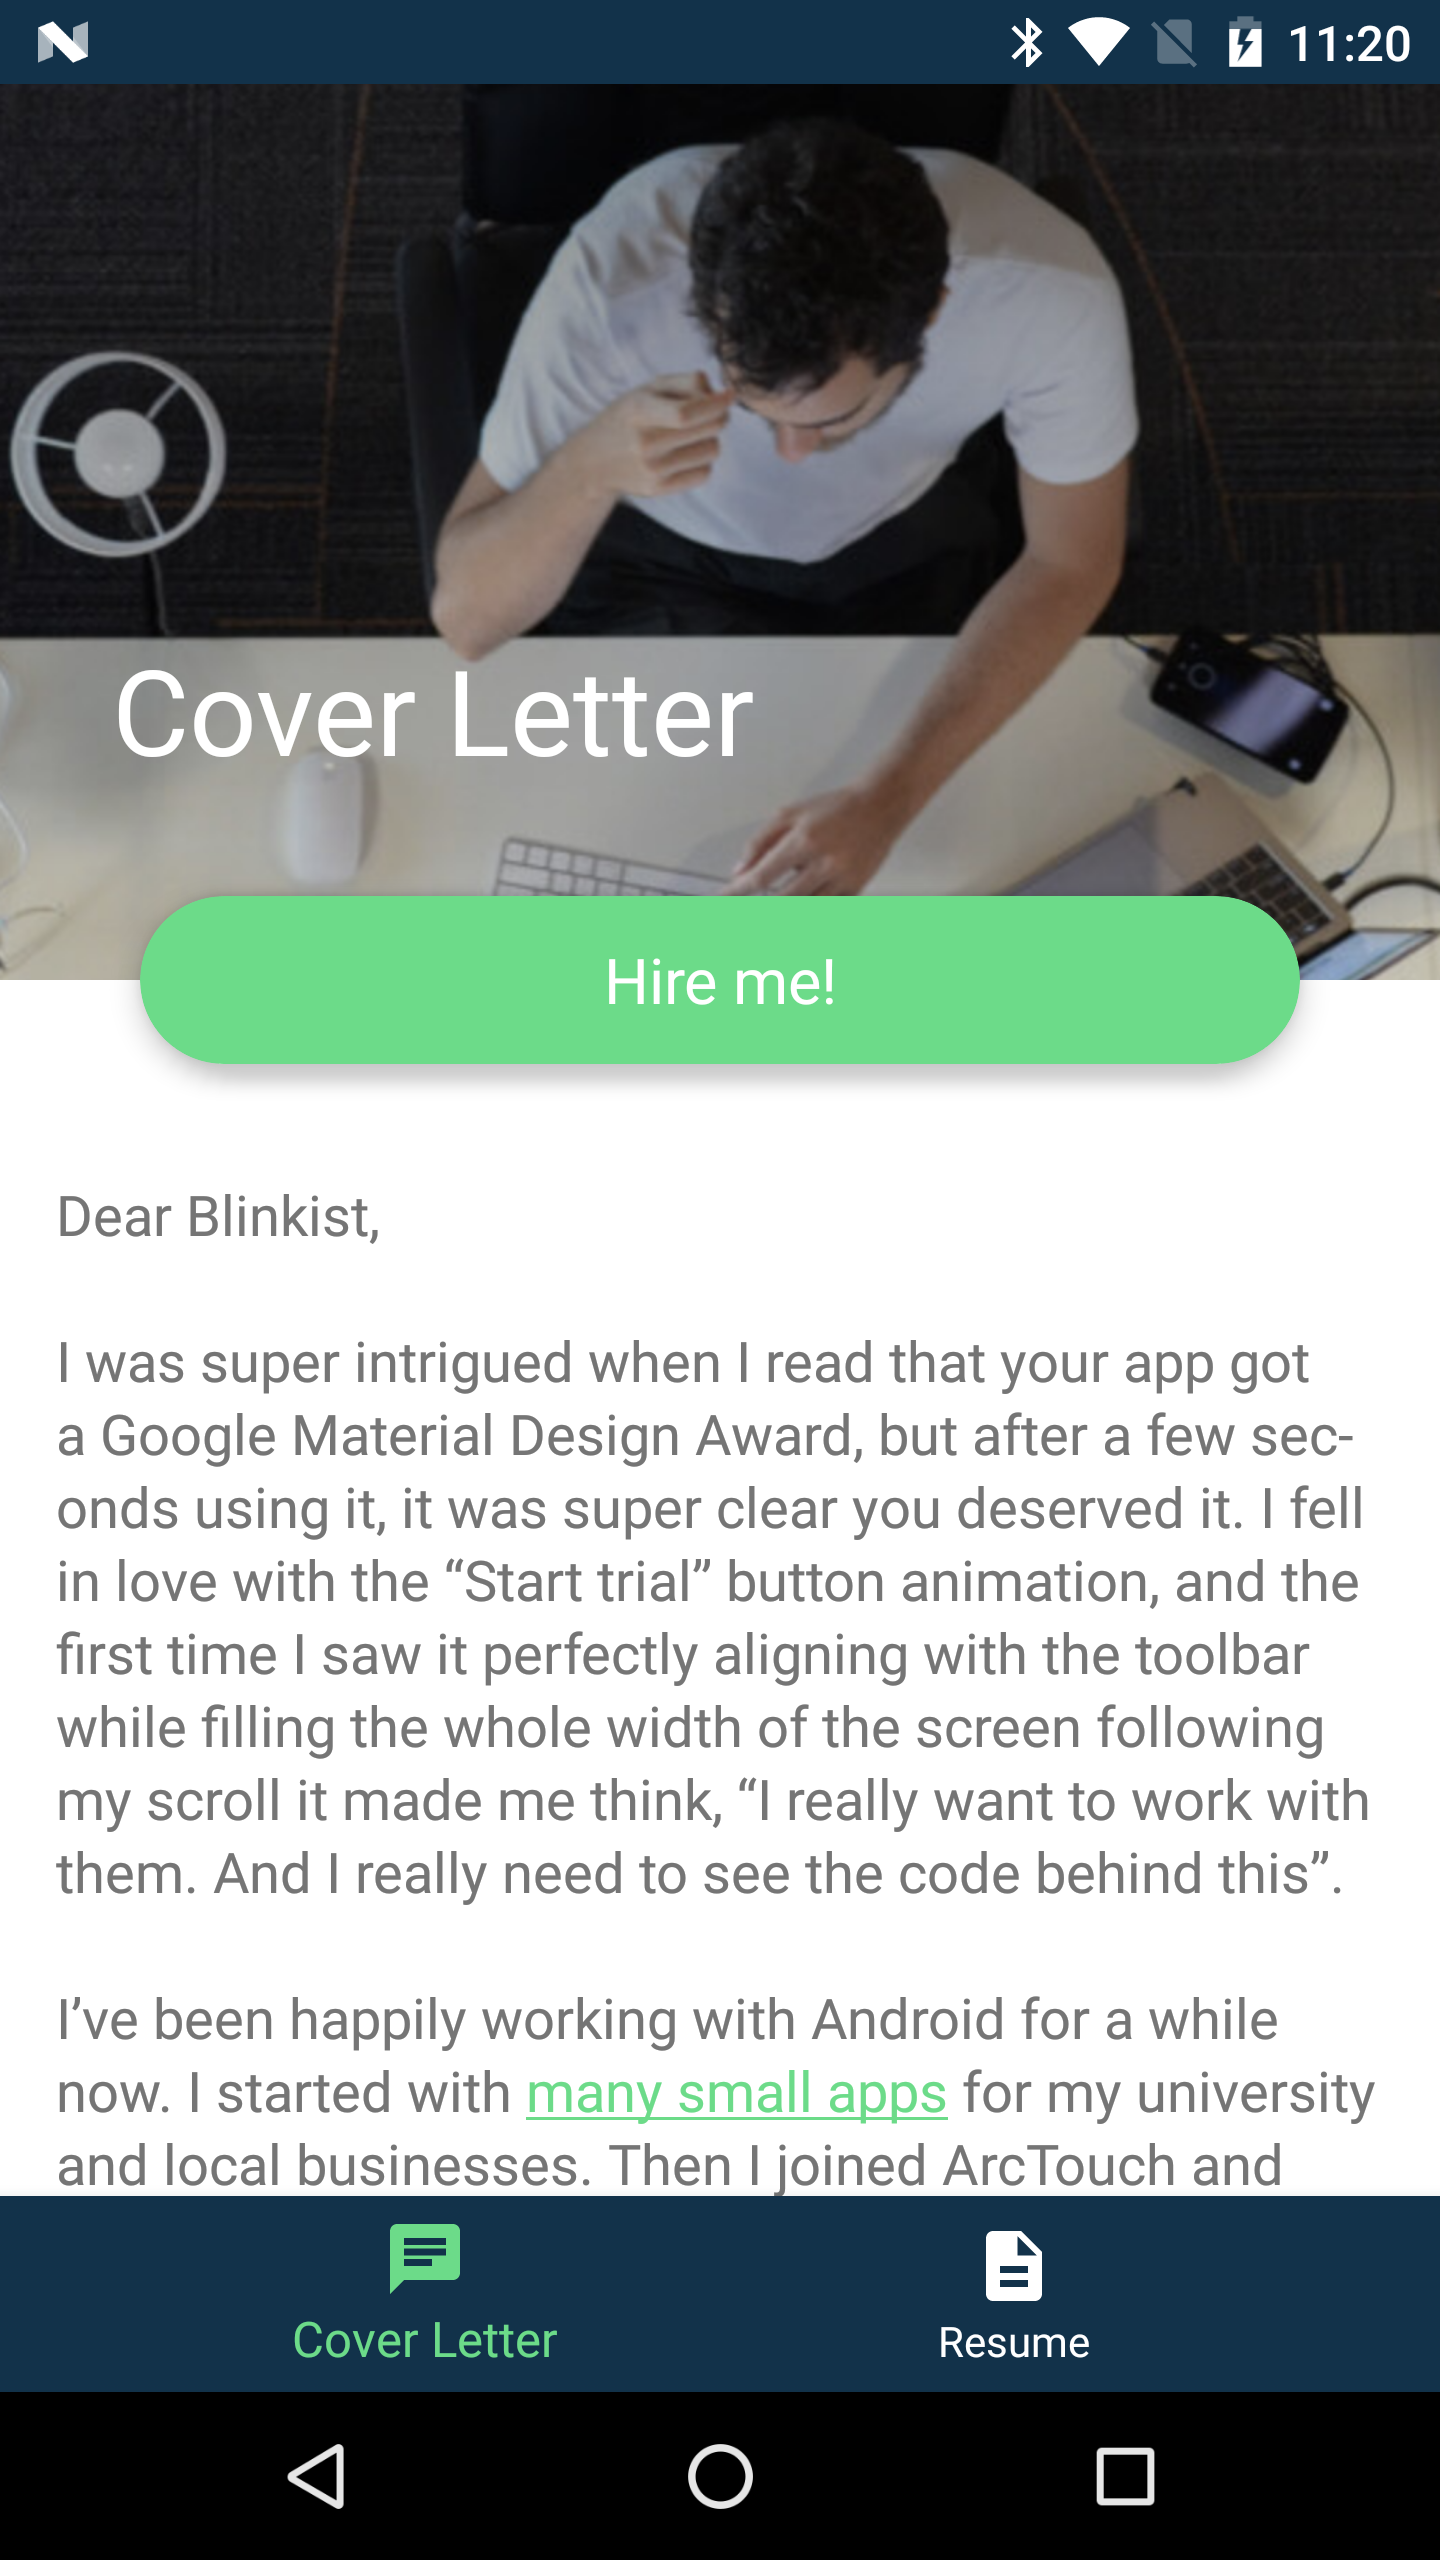 11:20
Cover Letter
Hire me!
Dear Blinkist,
I was super intrigued when I read that your app got
a Google Material Design Award, but after a few sec-
onds using it, it was super clear you deserved it. I fell
in love with the “Start trial” button animation, and the
first time I saw it perfectly aligning with the toolbar
while filling the whole width of the screen following
my scroll it made me think, “I really want to work with
them. And I really need to see the code behind this”.
I’ve been happily working with Android for a while
now. I started with many small apps for my university
and local businesses. Then I joined ArcTouch and
Cover Letter
Resume